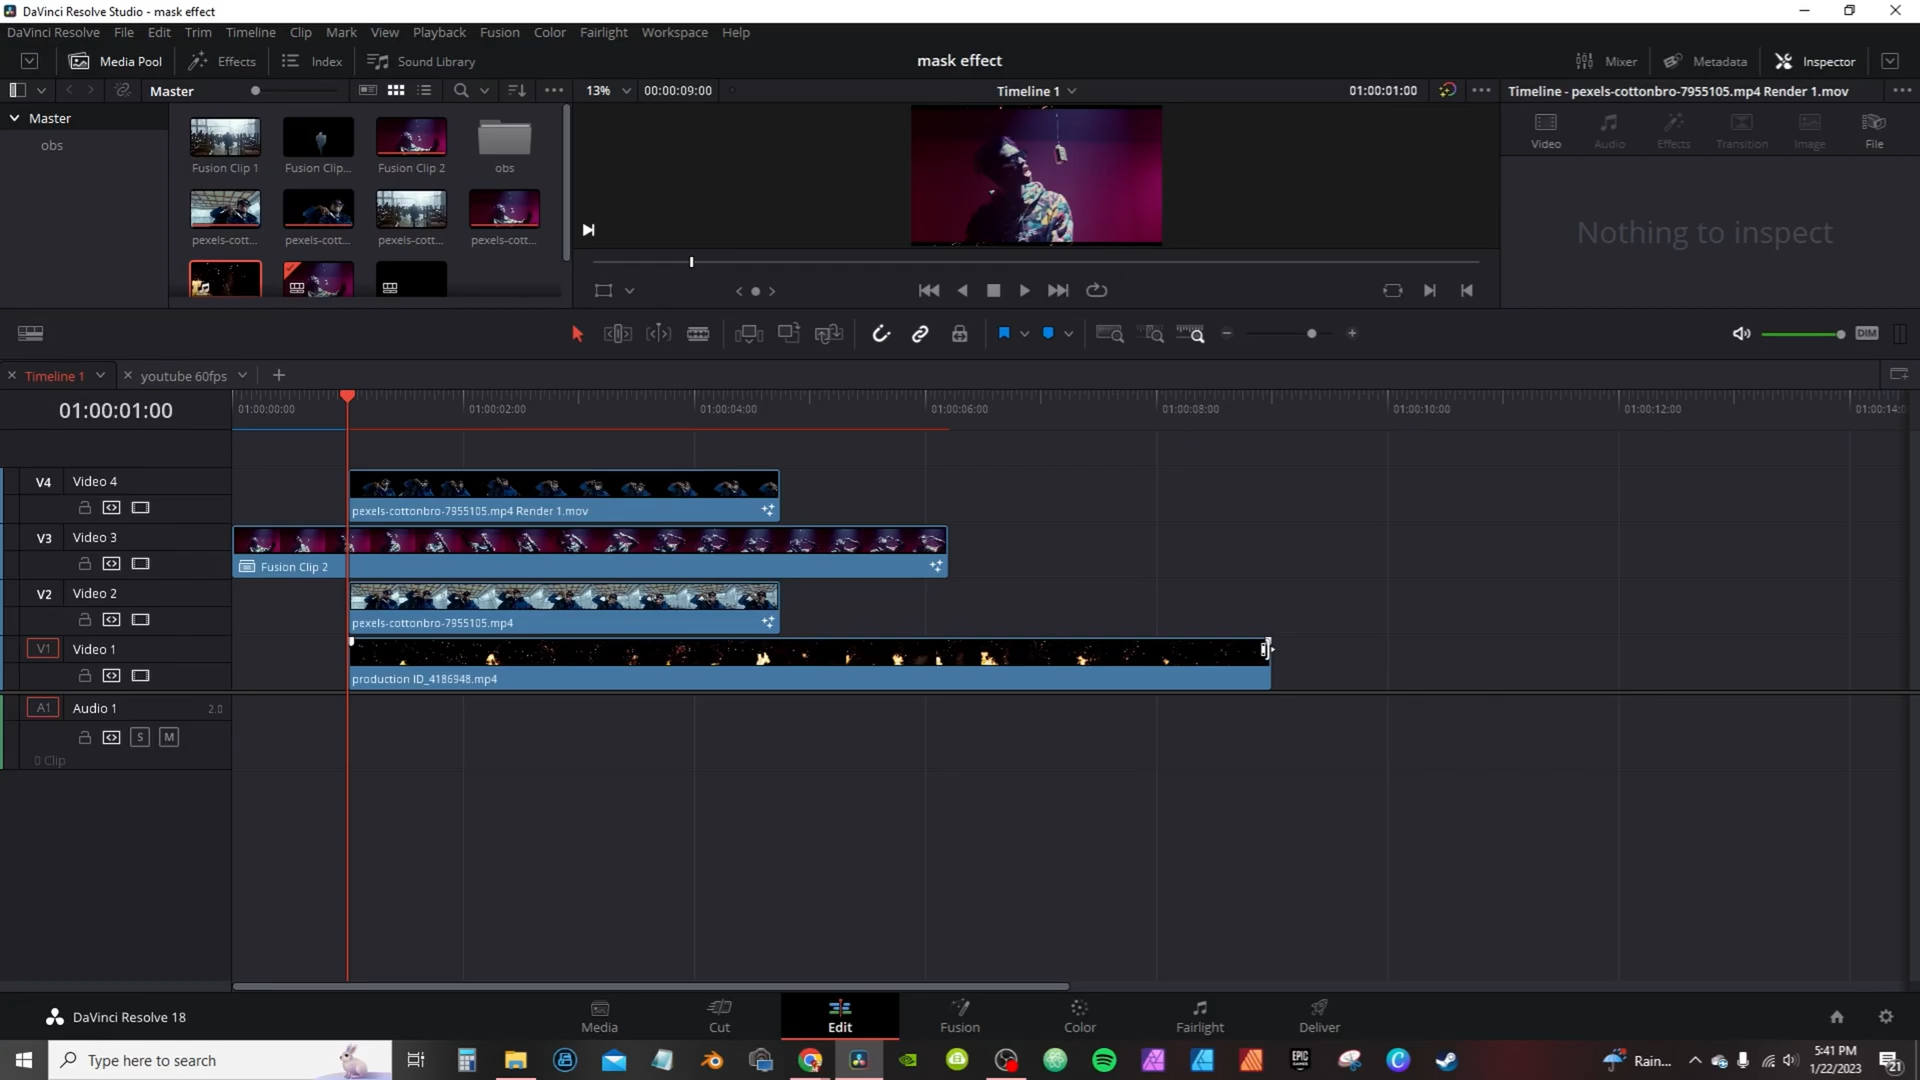 DaVinci Resolve Studio - mask effect
DaVinci Resolve File Edit Trim Timeline Clip Mark View Playback Fusion Color Fairlight Workspace Help
Media Pool Effects Index Sound Library mask effect Mixer Metadata Inspector
Master 13% 00:00:09:00 Timeline 1 01:00:01:00 Timeline - pexels-cottonbro-7955105.mp4 Render 1.mov
Master
obs
Fusion Clip 1 Fusion Clip... Fusion Clip 2 obs
pexels-cott... pexels-cott... pexels-cott... pexels-cott...
Video Audio Effects Transition Image File
Nothing to inspect
DIM
Timeline 1 youtube 60fps
01:00:01:00
01:00:00:00 01:00:02:00 01:00:04:00 01:00:06:00 01:00:08:00 01:00:10:00 01:00:12:00 01:00:14:0
V4 Video 4
pexels-cottonbro-7955105.mp4 Render 1.mov
V3 Video 3
Fusion Clip 2
V2 Video 2
pexels-cottonbro-7955105.mp4
V1 Video 1
production ID_4186948.mp4
A1 Audio 1 2.0
S M
0 Clip
DaVinci Resolve 18
Media Cut Edit Fusion Color Fairlight Deliver
Type here to search
EPIC GAMES
Rain...
5:41 PM
1/22/2023
21